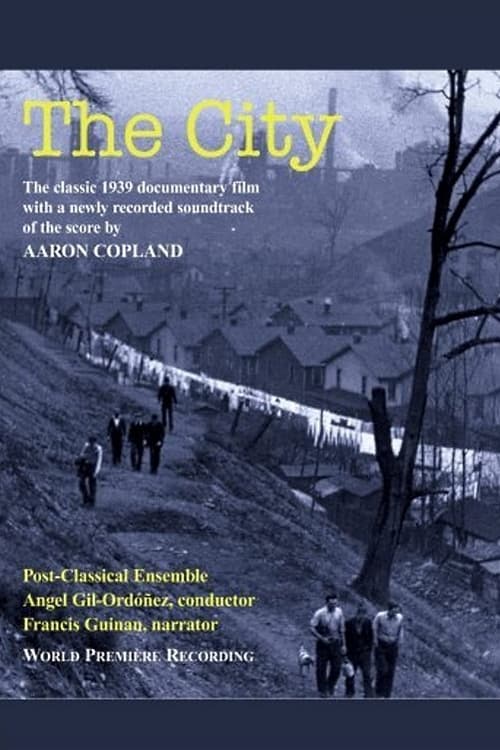 The City
The classic 1939 documentary film
with a newly recorded soundtrack
of the score by
AARON COPLAND
Post-Classical Ensemble
Angel Gil-Ordóñez, conductor
Francis Guinan, narrator
WORLD PREMIÈRE RECORDING